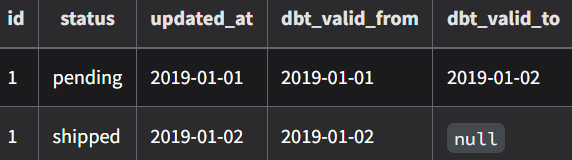 id status updated_at dbt_valid_from dbt_valid_to
1 pending 2019-01-01 2019-01-01 2019-01-02
1 shipped 2019-01-02 2019-01-02 null